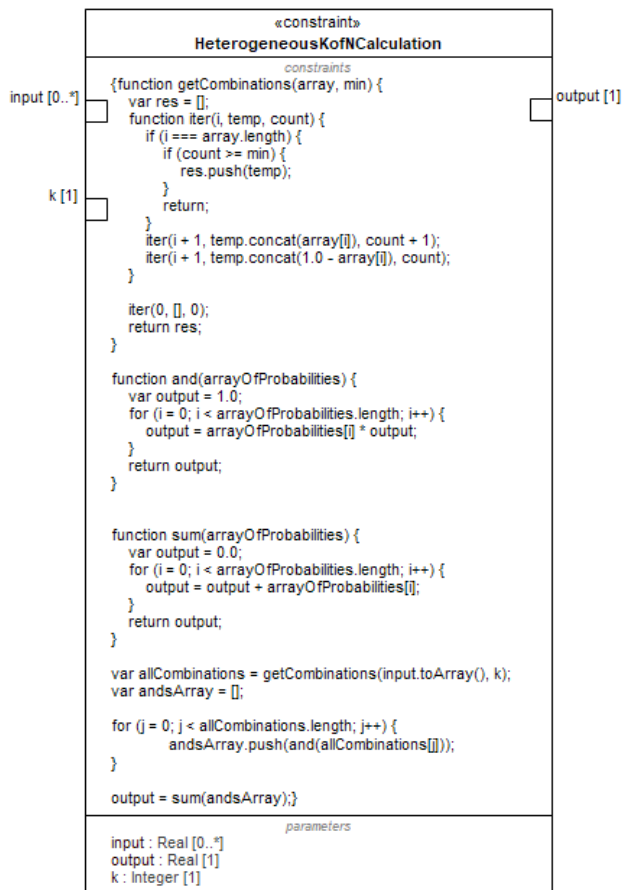 «constraint»
HeterogeneousKofNCalculation
constraints
input [0..*]
k [1]
output [1]
{function getCombinations(array, min) {
var res = [];
function iter(i, temp, count) {
if (i === array.length) {
if (count >= min) {
res.push(temp);
}
return;
}
iter(i + 1, temp.concat(array[i]), count + 1);
iter(i + 1, temp.concat(1.0 - array[i]), count);
}
iter(0, [], 0);
return res;
}
function and(arrayOfProbabilities) {
var output = 1.0;
for (i = 0; i < arrayOfProbabilities.length; i++) {
output = arrayOfProbabilities[i] * output;
}
return output;
}
function sum(arrayOfProbabilities) {
var output = 0.0;
for (i = 0; i < arrayOfProbabilities.length; i++) {
output = output + arrayOfProbabilities[i];
}
return output;
}
var allCombinations = getCombinations(input.toArray(), k);
var andsArray = [];
for (j = 0; j < allCombinations.length; j++) {
andsArray.push(and(allCombinations[j]));
}
output = sum(andsArray);}
parameters
input : Real [0..*]
output : Real [1]
k : Integer [1]